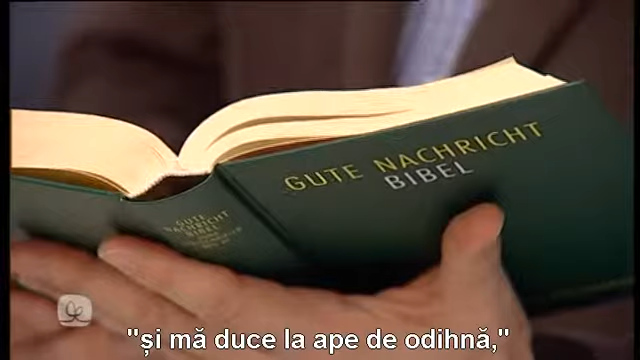 GUTE NACHRICHT
BIBEL
GUTE
NACHRICHT
BIBEL
"și mă duce la ape de odihnă,"